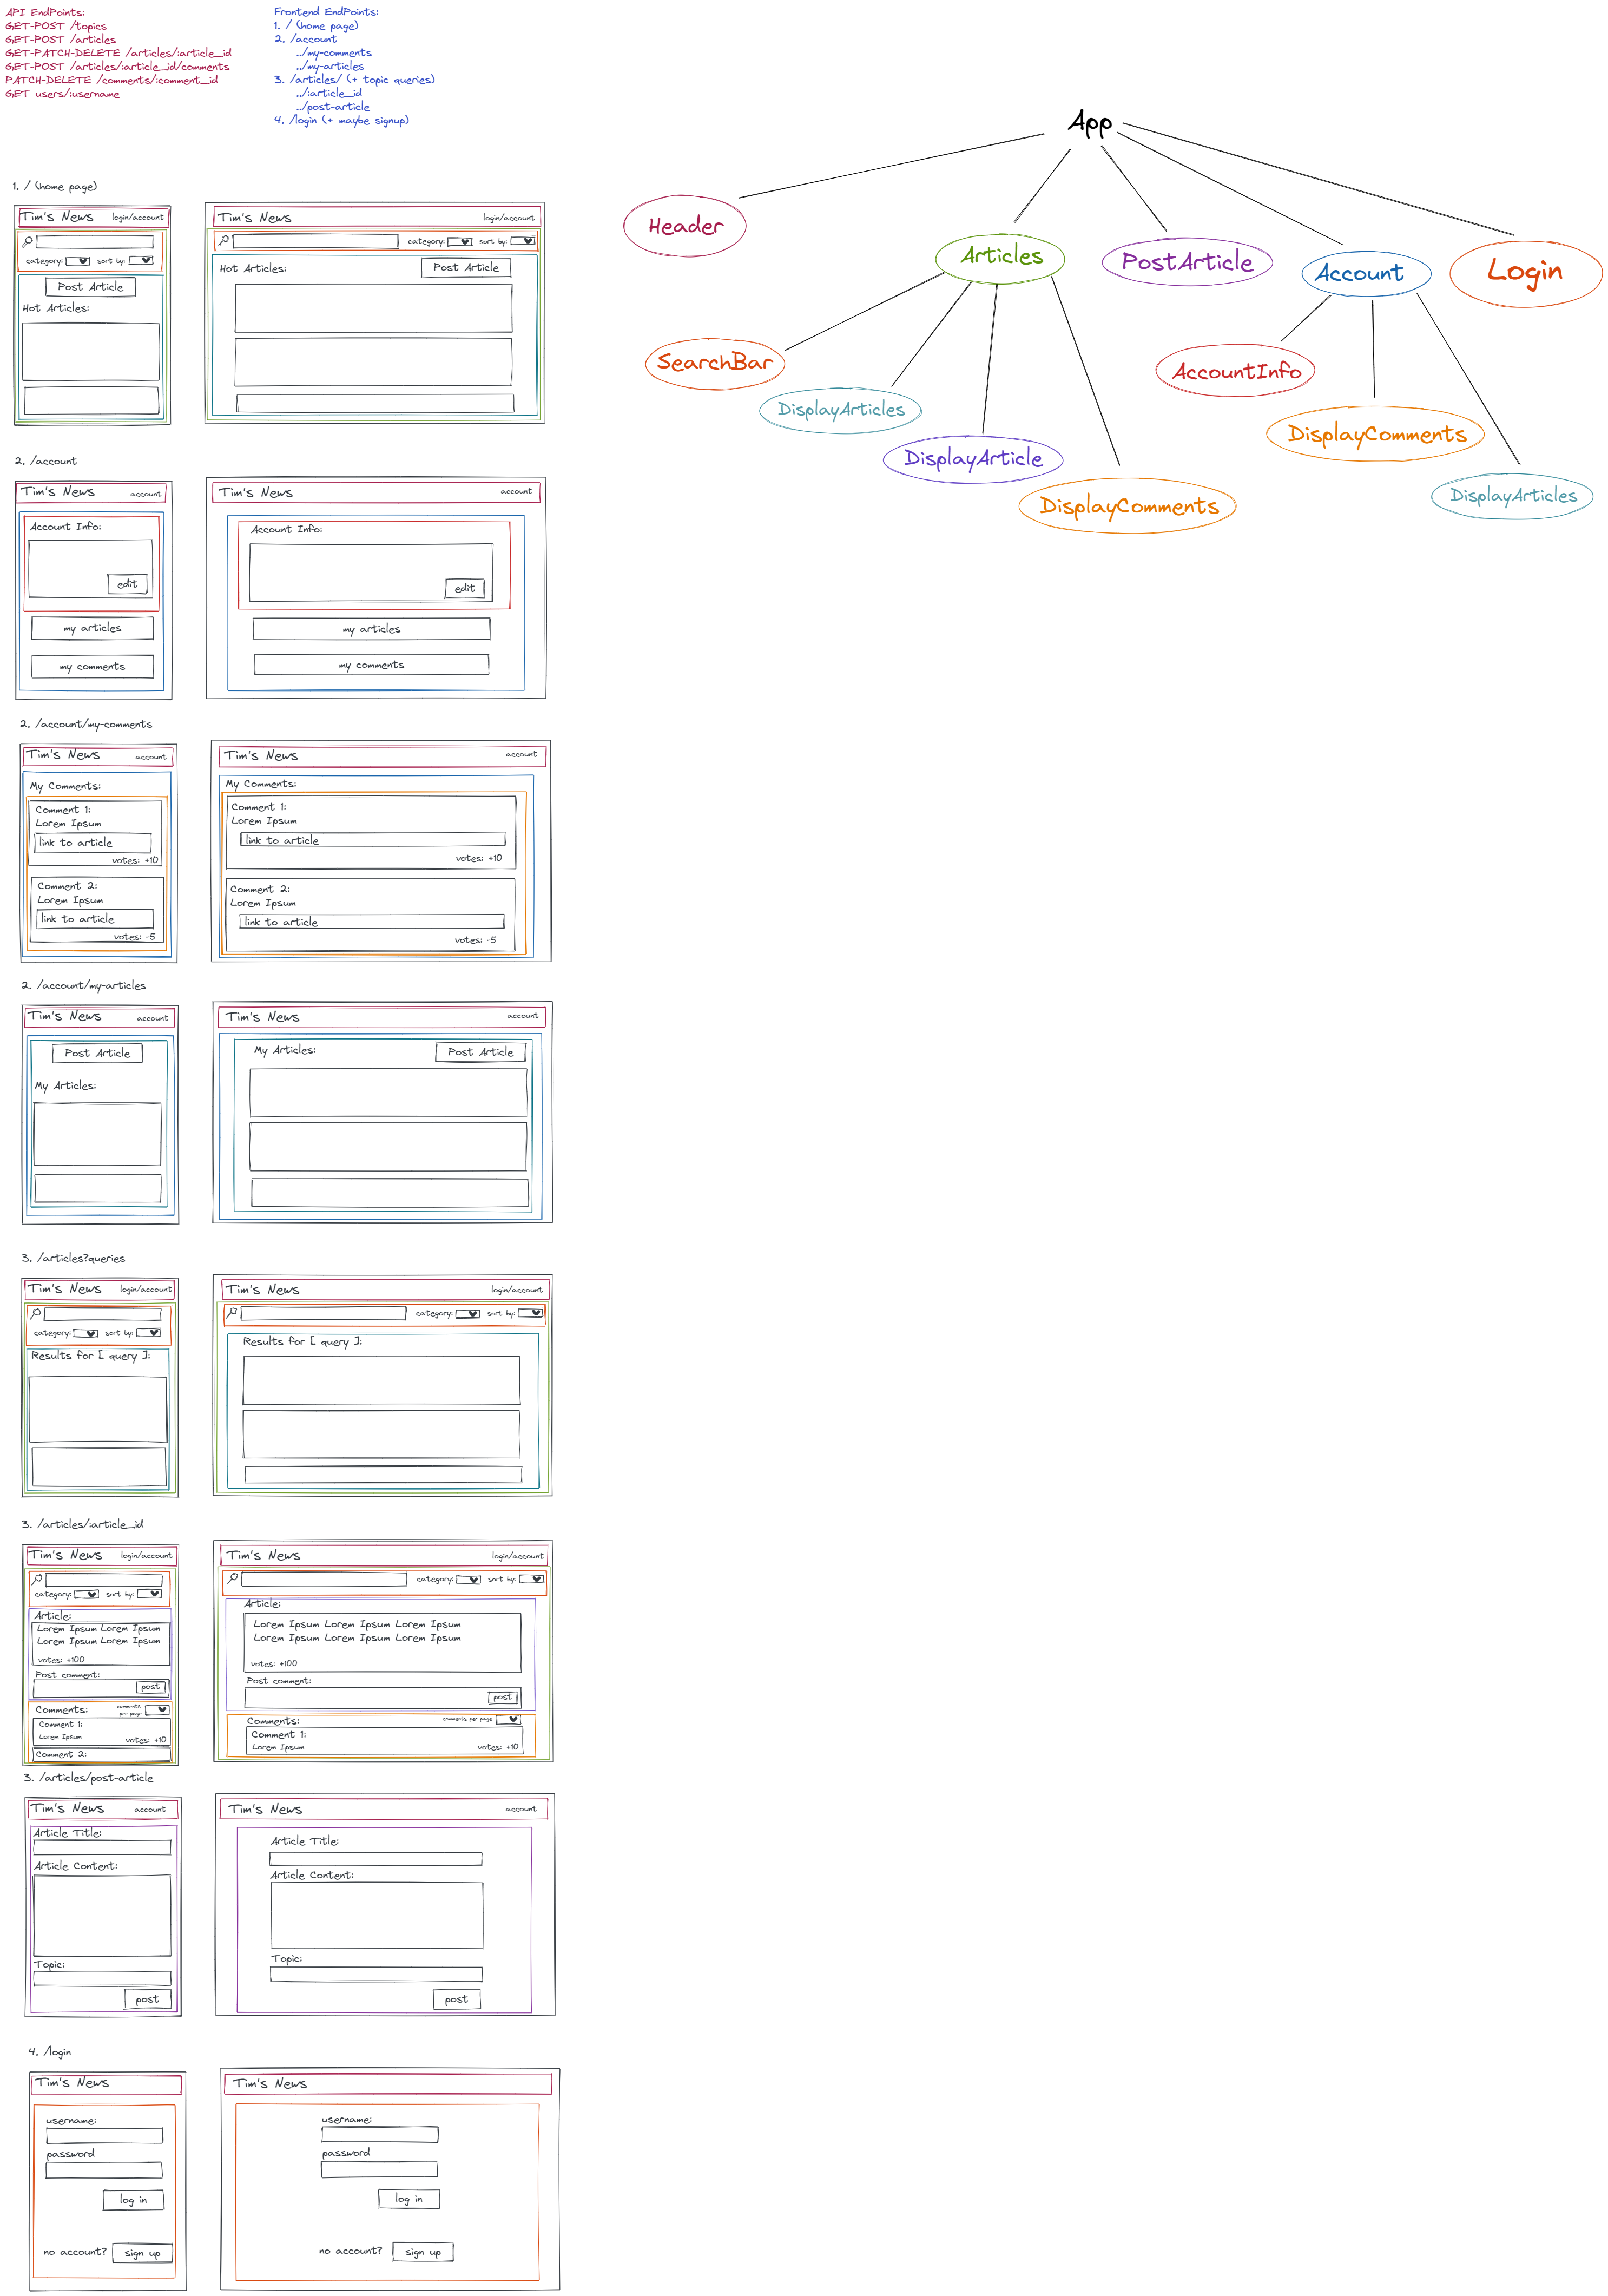 API EndPoints:
GET-POST /topics
GET-POST /articles
GET-PATCH-DELETE /articles/:article_id
GET-POST /articles/:article_id/comments
PATCH-DELETE /comments/:comment_id
GET users/:username
Frontend EndPoints:
1. / (home page)
2. /account
../my-comments
../my-articles
3. /articles/ (+ topic queries)
../:article_id
../post-article
4. /login (+ maybe signup)
App
Header
Articles
PostArticle
Account
Login
SearchBar
DisplayArticles
DisplayArticle
DisplayComments
AccountInfo
DisplayComments
DisplayArticles
1. / (home page)
Tim's News login/account
category: sort by:
Post Article
Hot Articles:
Tim's News login/account
category: sort by:
Hot Articles: Post Article
2. /account
Tim's News account
Account Info:
edit
my articles
my comments
Tim's News account
Account Info:
edit
my articles
my comments
2. /account/my-comments
Tim's News account
My Comments:
Comment 1:
Lorem Ipsum
link to article
votes: +10
Comment 2:
Lorem Ipsum
link to article
votes: -5
Tim's News account
My Comments:
Comment 1:
Lorem Ipsum
link to article
votes: +10
Comment 2:
Lorem Ipsum
link to article
votes: -5
2. /account/my-articles
Tim's News account
Post Article
My Articles:
Tim's News account
My Articles: Post Article
3. /articles?queries
Tim's News login/account
category: sort by:
Results for [ query ]:
Tim's News login/account
category: sort by:
Results for [ query ]:
3. /articles/:article_id
Tim's News login/account
category: sort by:
Article:
Lorem Ipsum Lorem Ipsum
Lorem Ipsum Lorem Ipsum
votes: +100
Post comment:
post
Comments: comments per page
Comment 1:
Lorem Ipsum votes: +10
Comment 2:
Tim's News login/account
category: sort by:
Article:
Lorem Ipsum Lorem Ipsum Lorem Ipsum
Lorem Ipsum Lorem Ipsum Lorem Ipsum
votes: +100
Post comment:
post
Comments: comments per page
Comment 1:
Lorem Ipsum votes: +10
3. /articles/post-article
Tim's News account
Article Title:
Article Content:
Topic:
post
Tim's News account
Article Title:
Article Content:
Topic:
post
4. /login
Tim's News
username:
password
log in
no account? sign up
Tim's News
username:
password
log in
no account? sign up